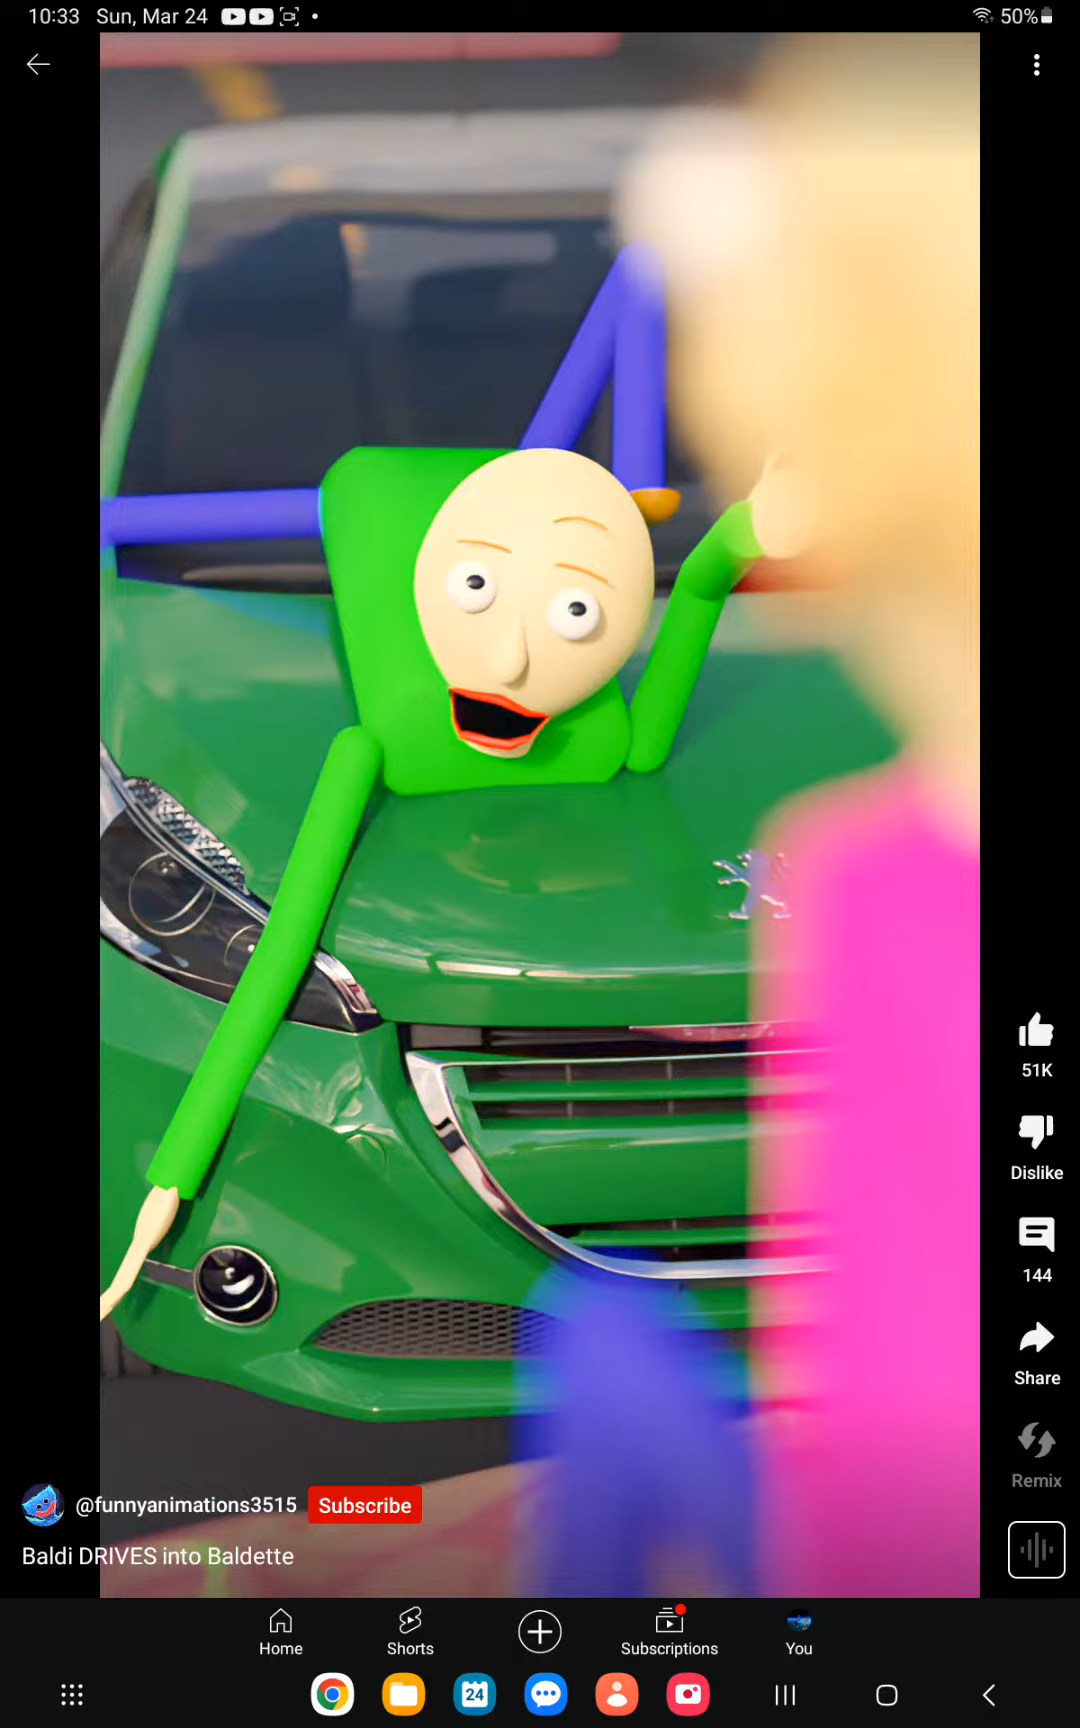 10:33 Sun, Mar 24
50%
51K
Dislike
144
Share
Remix
@funnyanimations3515 Subscribe
Baldi DRIVES into Baldette
Home Shorts Subscriptions You
24